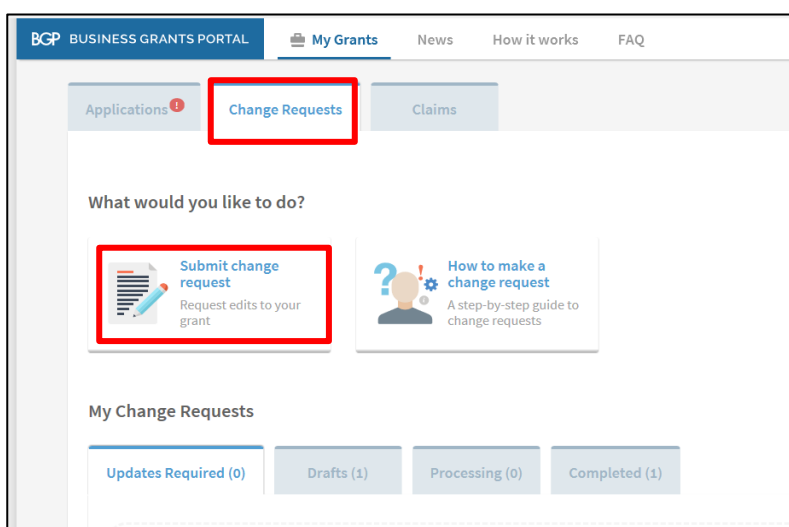 BGP BUSINESS GRANTS PORTAL My Grants News How it works FAQ
Applications ! Change Requests Claims
What would you like to do?
Submit change
request
Request edits to your
grant
How to make a
change request
A step-by-step guide to
change requests
My Change Requests
Updates Required (0) Drafts (1) Processing (0) Completed (1)